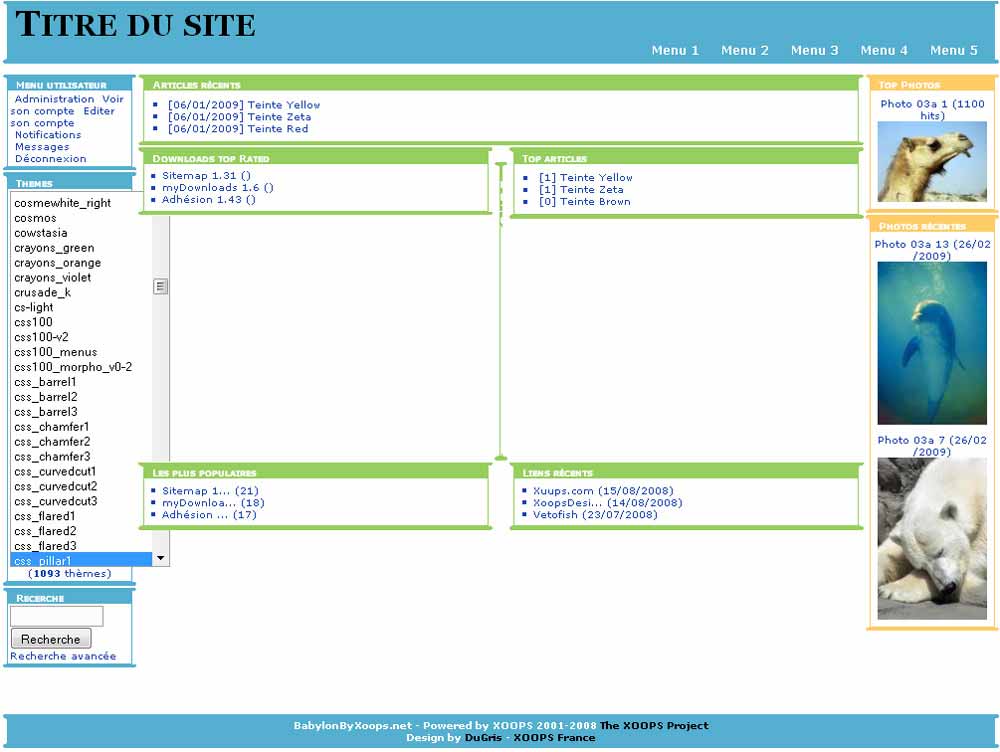 Titre du site
Menu 1 Menu 2 Menu 3 Menu 4 Menu 5
Menu utilisateur
Administration Voir
son compte Editer
son compte
Notifications
Messages
Déconnexion
Themes
cosmewhite_right
cosmos
cowstasia
crayons_green
crayons_orange
crayons_violet
crusade_k
cs-light
css100
css100-v2
css100_menus
css100_morpho_v0-2
css_barrel1
css_barrel2
css_barrel3
css_chamfer1
css_chamfer2
css_chamfer3
css_curvedcut1
css_curvedcut2
css_curvedcut3
css_flared1
css_flared2
css_flared3
css_pillar1
(1093 thèmes)
Recerche
Recherche
Recherche avancée
Articles récents
[06/01/2009] Teinte Yellow
[06/01/2009] Teinte Zeta
[06/01/2009] Teinte Red
Downloads top Rated
Sitemap 1.31 ()
myDownloads 1.6 ()
Adhésion 1.43 ()
Top articles
[1] Teinte Yellow
[1] Teinte Zeta
[0] Teinte Brown
Les plus populaires
Sitemap 1... (21)
myDownloa... (18)
Adhésion ... (17)
Liens récents
Xuups.com (15/08/2008)
XoopsDesi... (14/08/2008)
Vetofish (23/07/2008)
Top Photos
Photo 03a 1 (1100
hits)
Photos récentes
Photo 03a 13 (26/02
/2009)
Photo 03a 7 (26/02
/2009)
BabylonByXoops.net - Powered by XOOPS 2001-2008 The XOOPS Project
Design by DuGris - XOOPS France